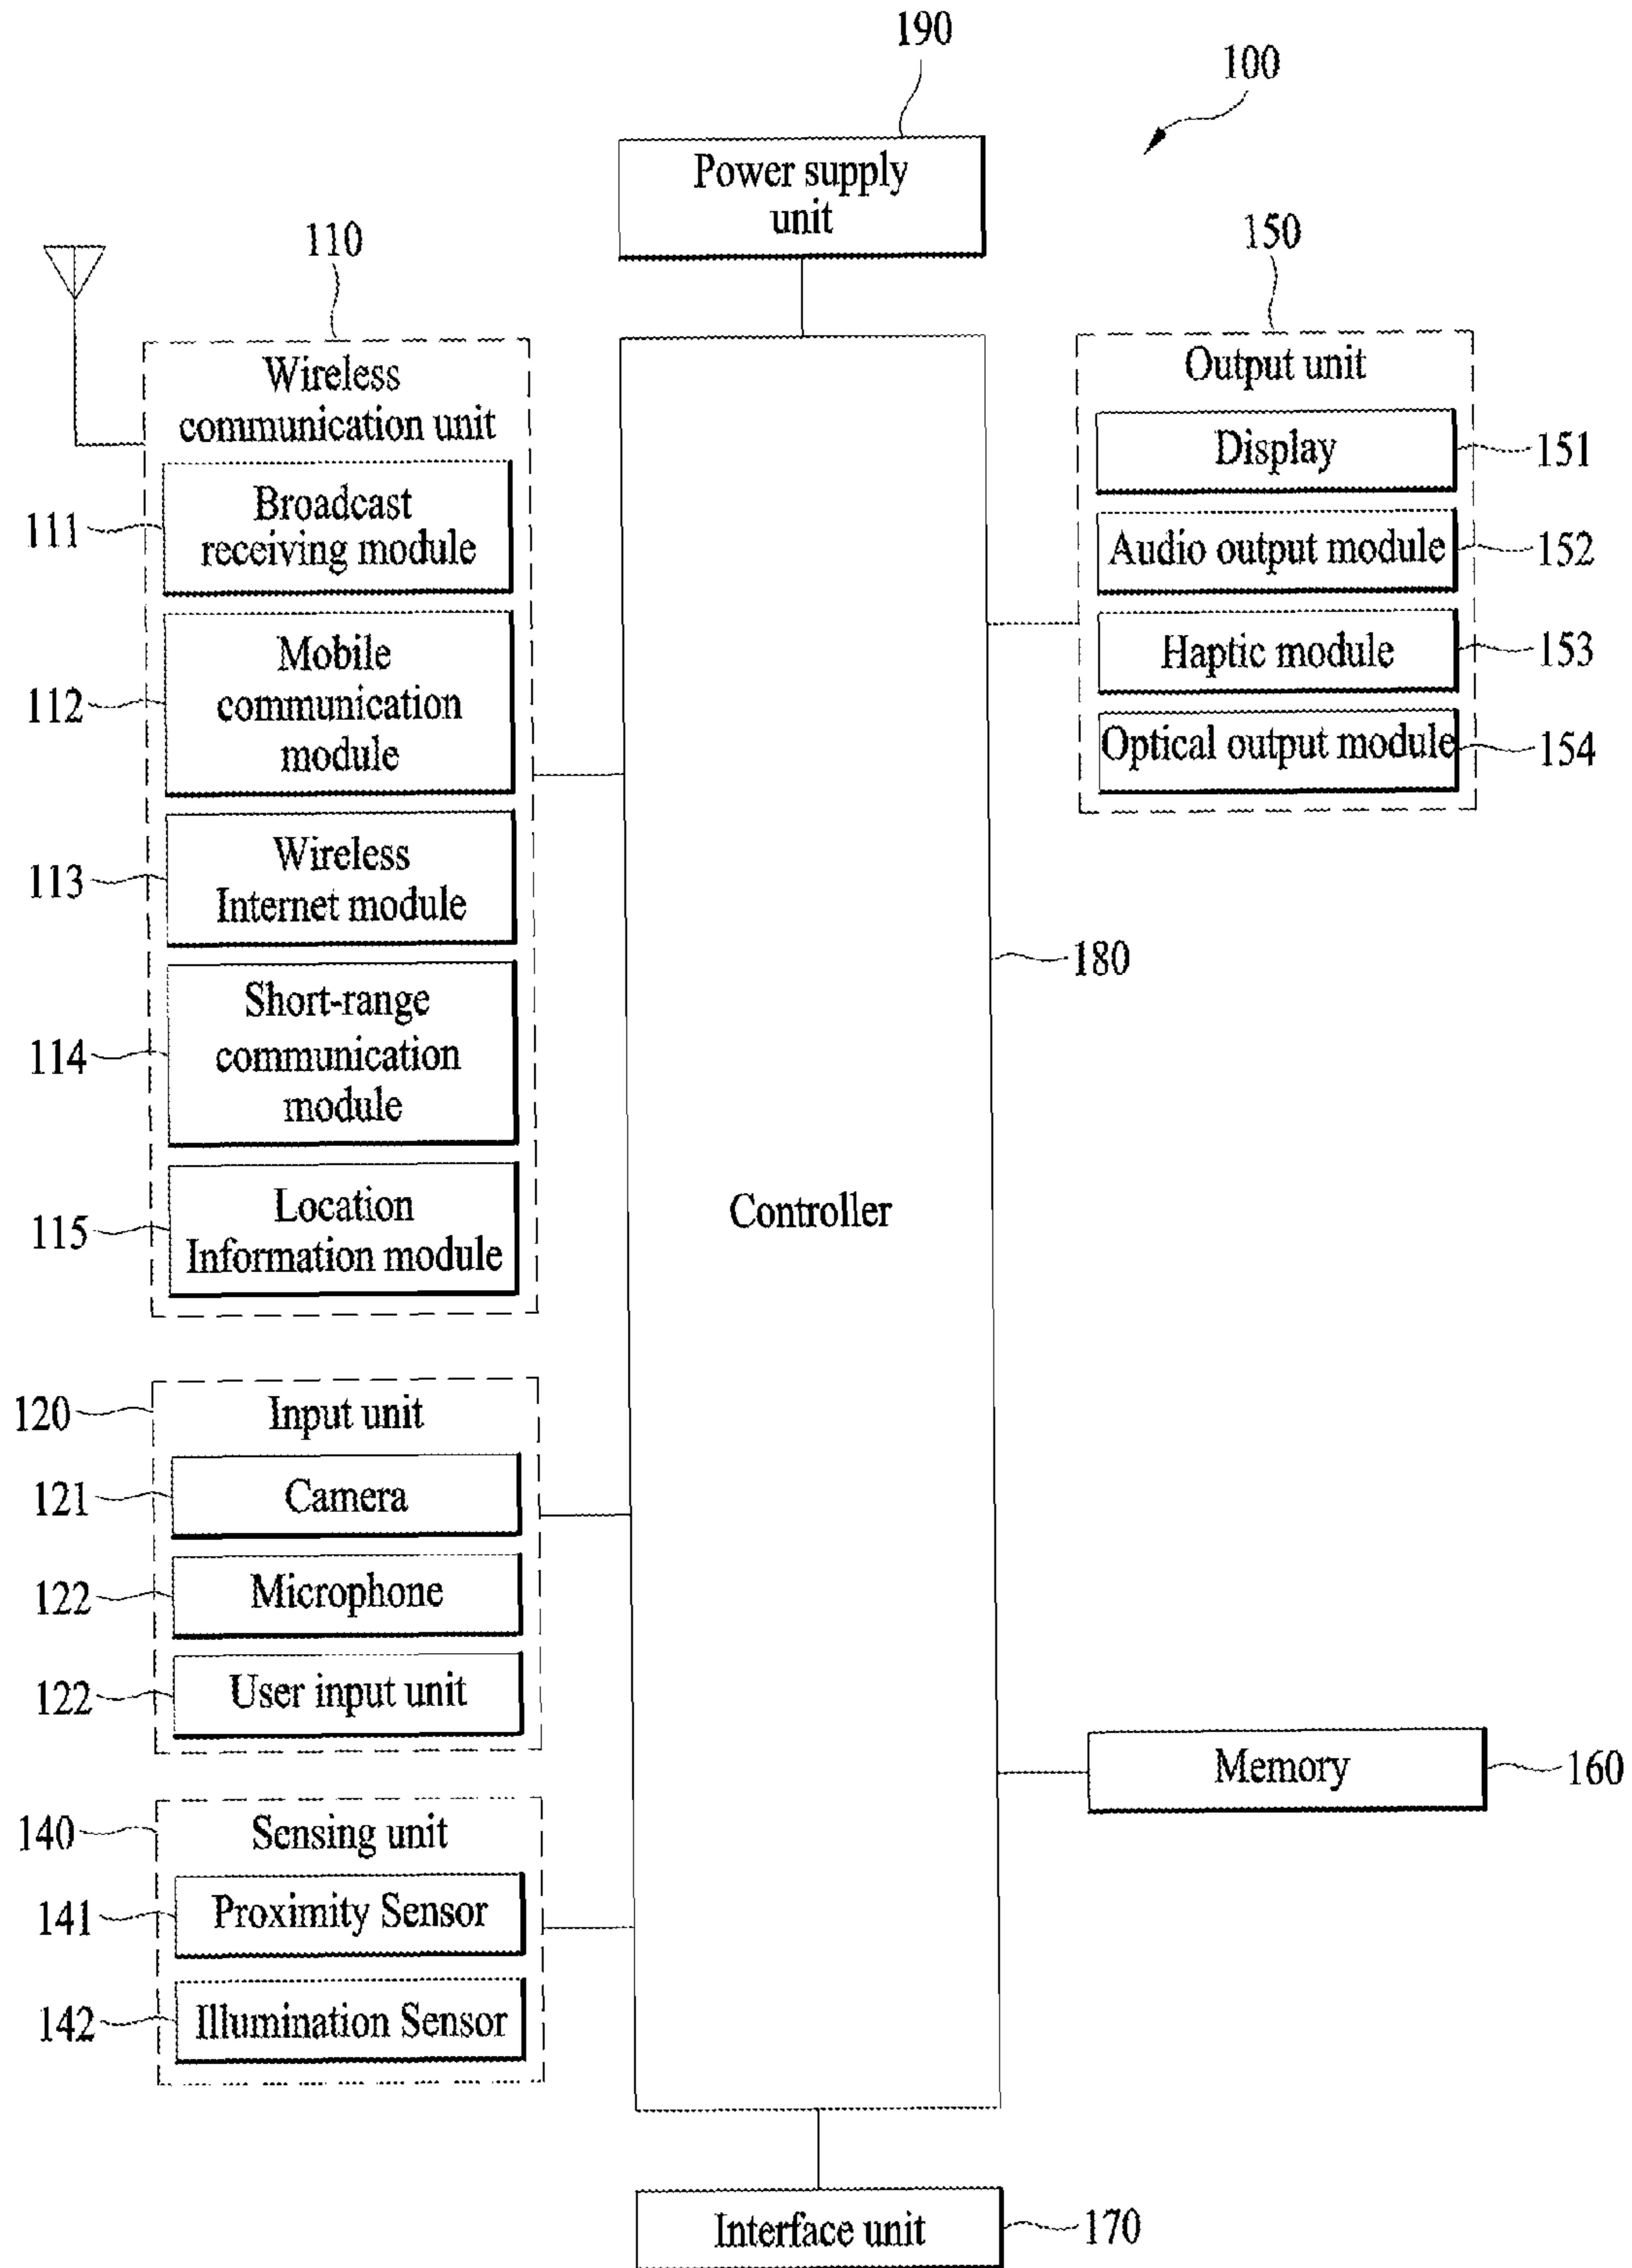 190
100
Power supply
unit
110
150
Wireless
communication unit
111
Broadcast
receiving module
112
Mobile
communication
module
113
Wireless
Internet module
114
Short-range
communication
module
115
Location
Information module
120
Input unit
121
Camera
122
Microphone
122
User input unit
140
Sensing unit
141
Proximity Sensor
142
Illumination Sensor
Controller
180
Output unit
Display
151
Audio output module
152
Haptic module
153
Optical output module
154
Memory
160
Interface unit
170